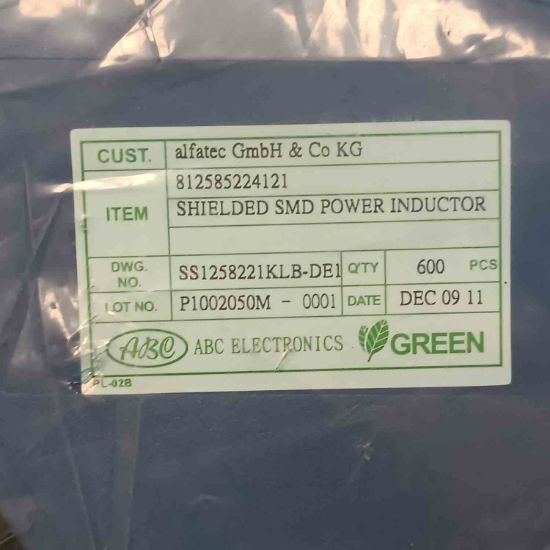 CUST. alfatec GmbH & Co KG
812585224121
ITEM SHIELDED SMD POWER INDUCTOR
DWG. NO. SS1258221KLB-DE1 Q'TY 600 PCS
LOT NO. P1002050M - 0001 DATE DEC 09 11
ABC ABC ELECTRONICS GREEN
PL-02B